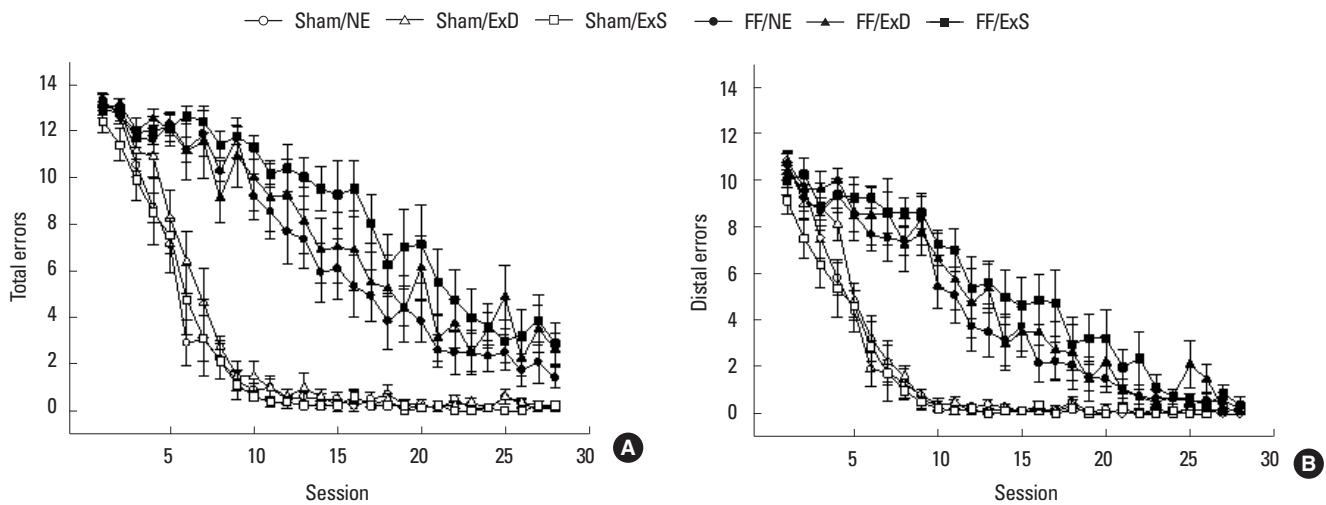 Sham/NE Sham/ExD Sham/ExS FF/NE FF/ExD FF/ExS
Total errors
14
12
10
8
6
4
2
0
5 10 15 20 25 30
Session
A
Distal errors
14
12
10
8
6
4
2
0
5 10 15 20 25 30
Session
B